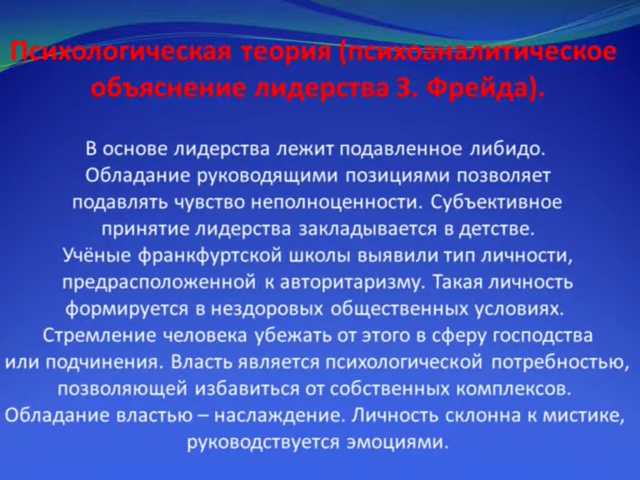 Психологическая теория (психоаналитическое
объяснение лидерства З. Фрейда).
В основе лидерства лежит подавленное либидо.
Обладание руководящими позициями позволяет
подавлять чувство неполноценности. Субъективное
принятие лидерства закладывается в детстве.
Учёные франкфуртской школы выявили тип личности,
предрасположенной к авторитаризму. Такая личность
формируется в нездоровых общественных условиях.
Стремление человека убежать от этого в сферу господства
или подчинения. Власть является психологической потребностью,
позволяющей избавиться от собственных комплексов.
Обладание властью – наслаждение. Личность склонна к мистике,
руководствуется эмоциями.